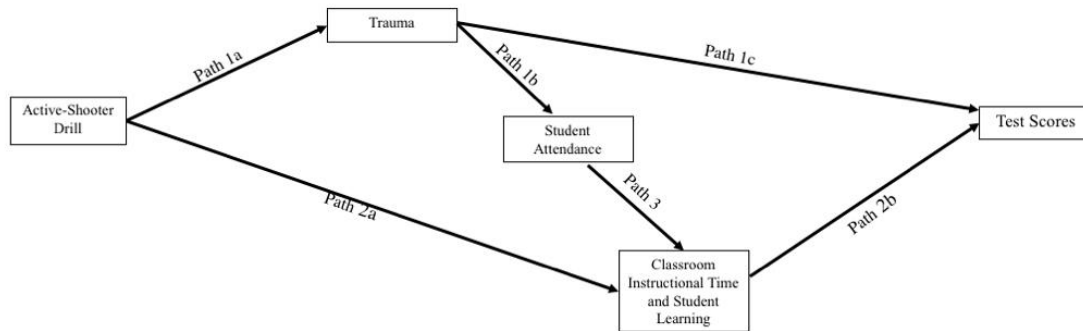 Trauma
Path 1a
Path 1b
Path 1c
Active-Shooter
Drill
Student
Attendance
Test Scores
Path 2a
Path 3
Path 2b
Classroom
Instructional Time
and Student
Learning